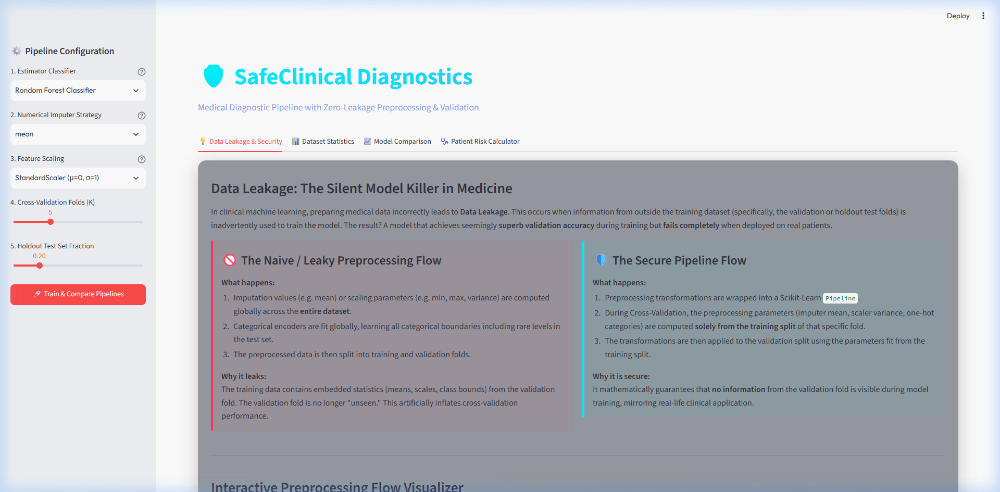 Deploy
Pipeline Configuration
1. Estimator Classifier
Random Forest Classifier
2. Numerical Imputer Strategy
mean
3. Feature Scaling
StandardScaler (μ=0, σ=1)
4. Cross-Validation Folds (K)
5
5. Holdout Test Set Fraction
0.20
Train & Compare Pipelines
SafeClinical Diagnostics
Medical Diagnostic Pipeline with Zero-Leakage Preprocessing & Validation
Data Leakage & Security
Dataset Statistics
Model Comparison
Patient Risk Calculator
Data Leakage: The Silent Model Killer in Medicine
In clinical machine learning, preparing medical data incorrectly leads to Data Leakage. This occurs when information from outside the training dataset (specifically, the validation or holdout test folds) is
inadvertently used to train the model. The result? A model that achieves seemingly superb validation accuracy during training but fails completely when deployed on real patients.
The Naive / Leaky Preprocessing Flow
What happens:
1. Imputation values (e.g. mean) or scaling parameters (e.g. min, max, variance) are computed
globally across the entire dataset.
2. Categorical encoders are fit globally, learning all categorical boundaries including rare levels in
the test set.
3. The preprocessed data is then split into training and validation folds.
Why it leaks:
The training data contains embedded statistics (means, scales, class bounds) from the validation
fold. The validation fold is no longer "unseen." This artificially inflates cross-validation
performance.
The Secure Pipeline Flow
What happens:
1. Preprocessing transformations are wrapped into a Scikit-Learn Pipeline.
2. During Cross-Validation, the preprocessing parameters (imputer mean, scaler variance, one-hot
categories) are computed solely from the training split of that specific fold.
3. The transformations are then applied to the validation split using the parameters fit from the
training split.
Why it is secure:
It mathematically guarantees that no information from the validation fold is visible during model
training, mirroring real-life clinical application.
Interactive Preprocessing Flow Visualizer